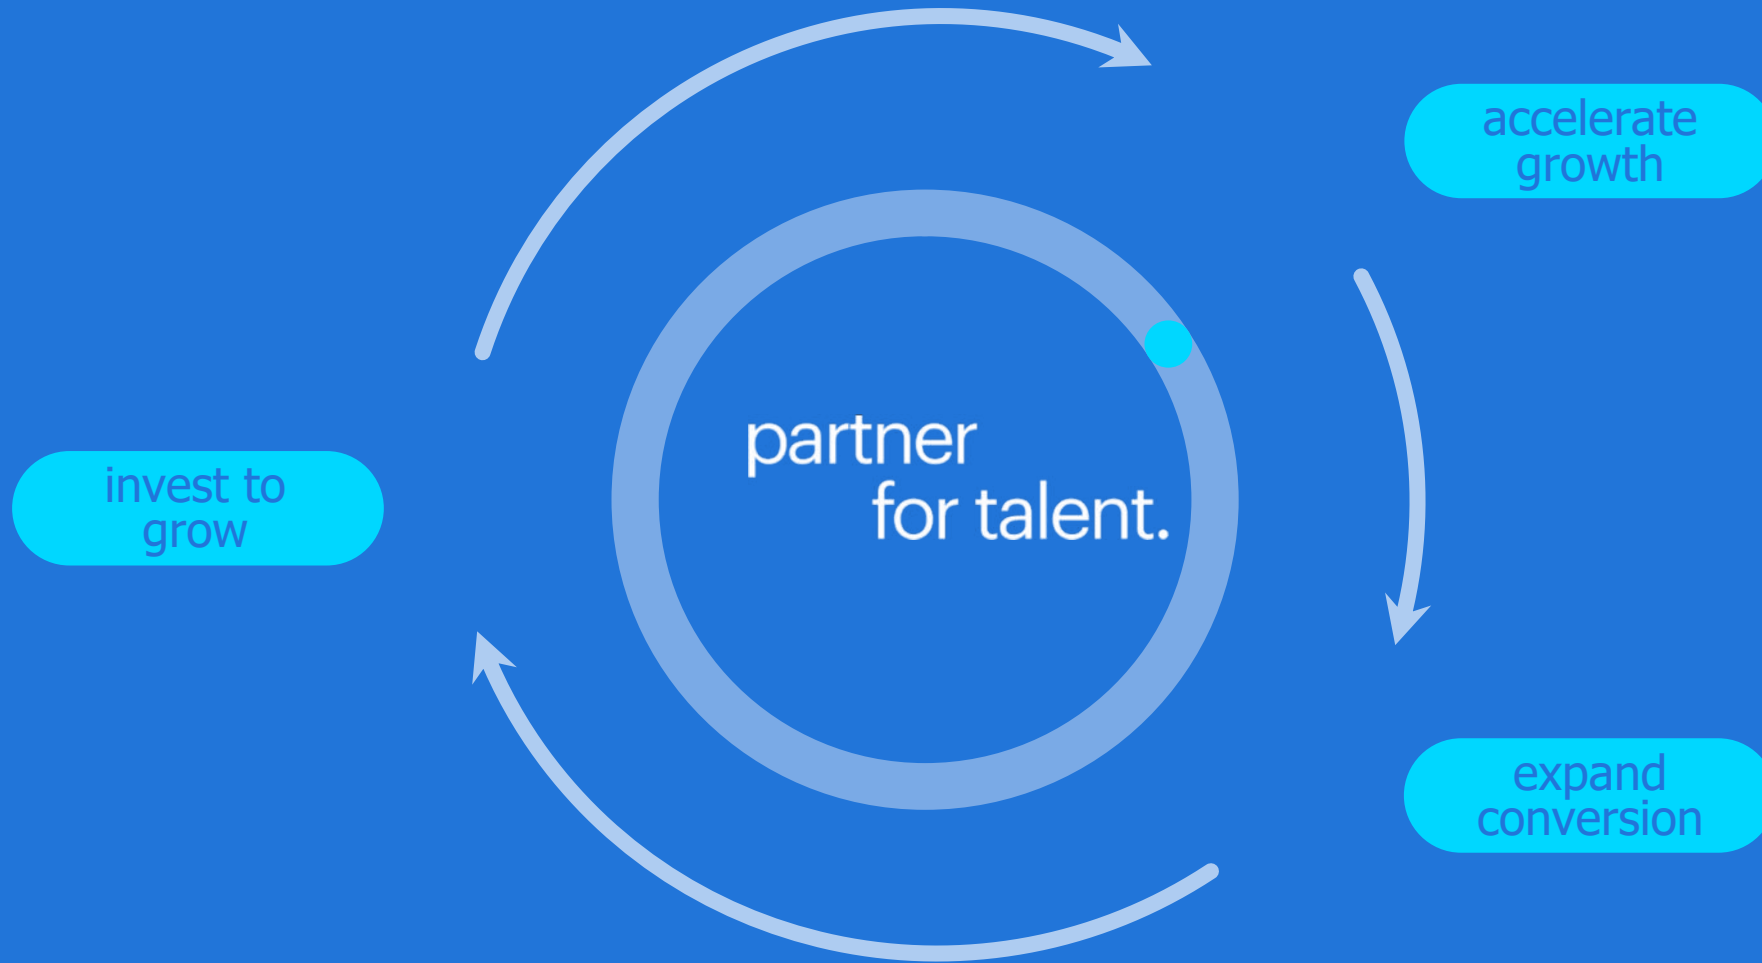 accelerate
growth
partner
for talent.
invest to
grow
expand
conversion